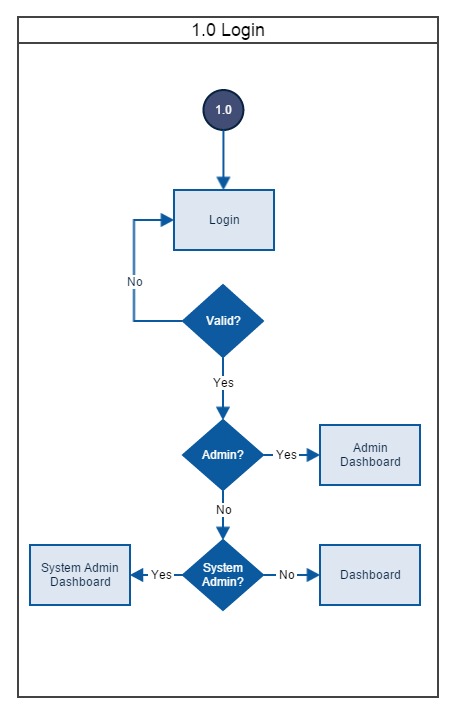 1.0 Login
1.0
Login
No
Valid?
Yes
Admin?
Yes
Admin
Dashboard
No
System Admin
Dashboard
Yes
System
Admin?
No
Dashboard